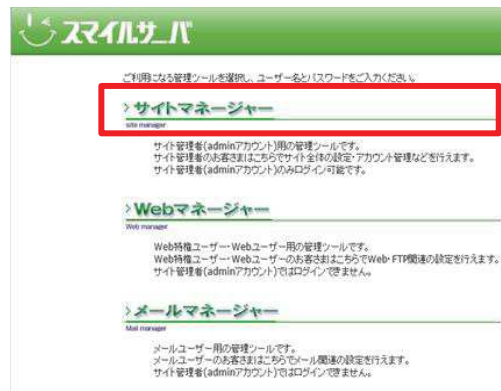 スマイルサーバ
ご利用になる管理ツールを選択し、ユーザー名とパスワードをご入力ください。
サイトマネージャー
site manager
サイト管理者(adminアカウント)用の管理ツールです。
サイト管理者のお客さまはこちらでサイト全体の設定・アカウント管理などを行えます。
サイト管理者(adminアカウント)のみログイン可能です。
Webマネージャー
Web manager
Web特権ユーザー・Webユーザー用の管理ツールです。
Web特権ユーザー・Webユーザーのお客さまはこちらでWeb・FTP関連の設定を行えます。
サイト管理者(adminアカウント)ではログインできません。
メールマネージャー
Mail manager
メールユーザー用の管理ツールです。
メールユーザーのお客さまはこちらでメール関連の設定を行えます。
サイト管理者(adminアカウント)ではログインできません。